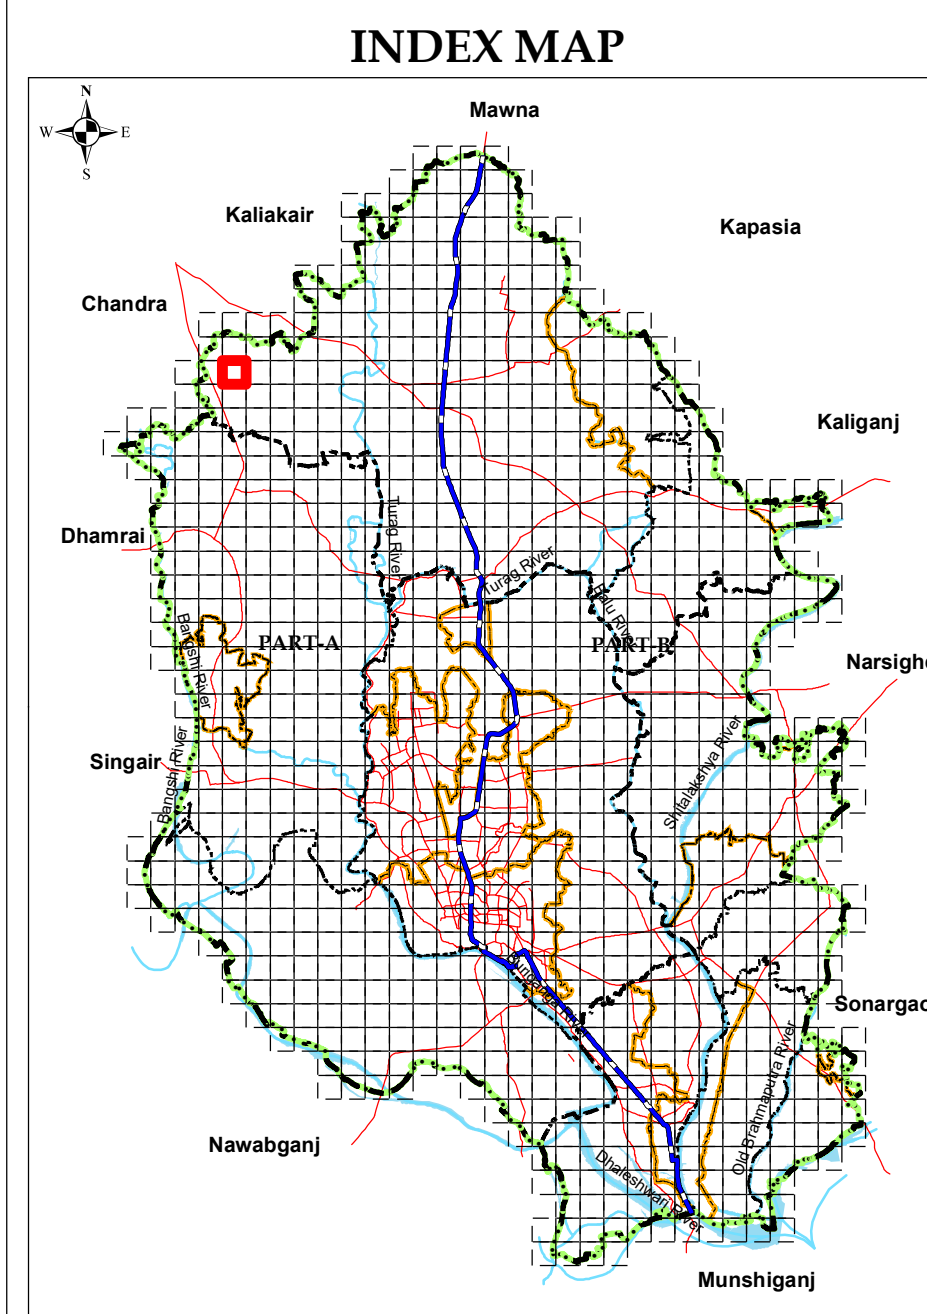 INDEX MAP
N
W E
S
Mawna
Kaliakair
Kapasia
Chandra
Kaliganj
Dhamrai
Turag River
Turag River
Balu River
Bangshi River
PART-A
PART-B
Narsighd
Shitalakshya River
Singair
Bangshi River
Buriganga River
Sonargao
Old Brahmaputra River
Nawabganj
Dhaleshwari River
Munshiganj